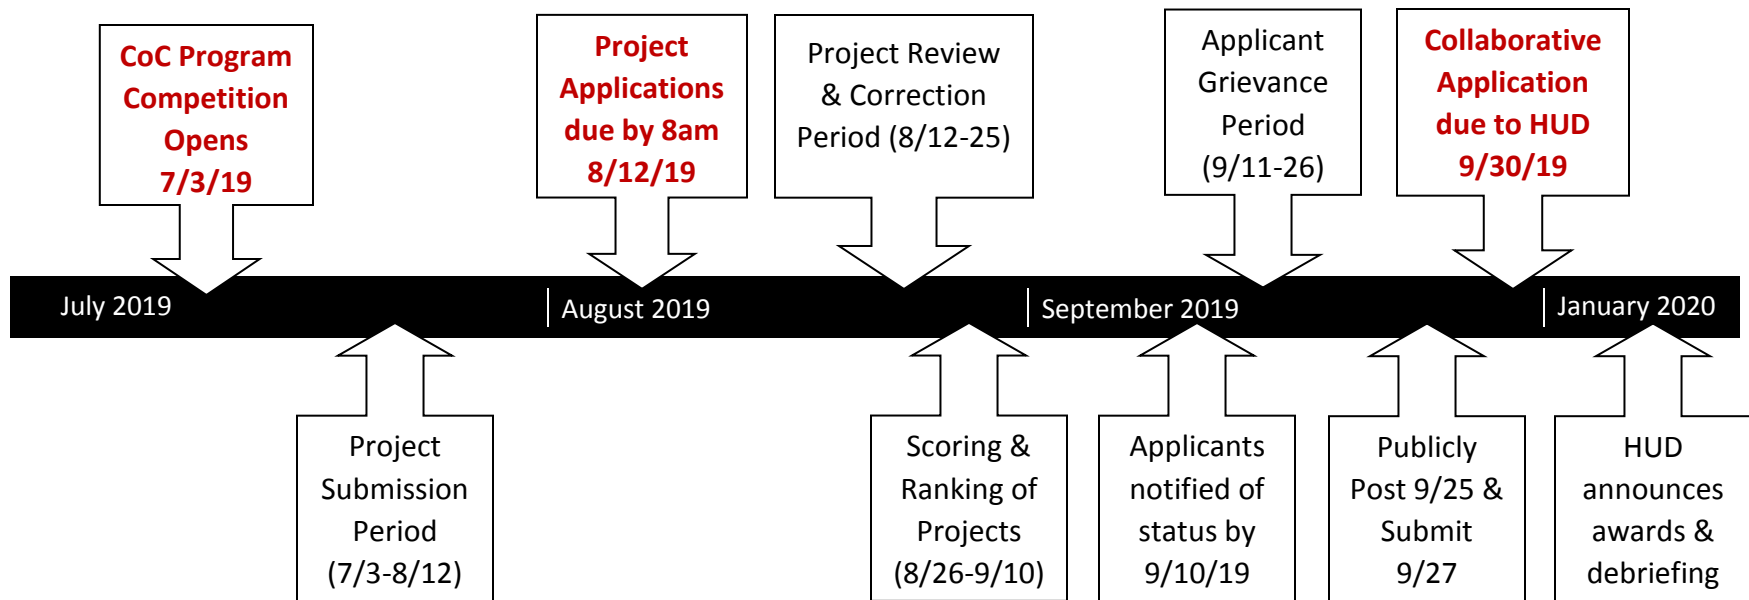 CoC Program
Competition
Opens
7/3/19
Project
Applications
due by 8am
8/12/19
Project Review
& Correction
Period (8/12-25)
Applicant
Grievance
Period
(9/11-26)
Collaborative
Application
due to HUD
9/30/19
July 2019
August 2019
September 2019
January 2020
Project
Submission
Period
(7/3-8/12)
Scoring &
Ranking of
Projects
(8/26-9/10)
Applicants
notified of
status by
9/10/19
Publicly
Post 9/25 &
Submit
9/27
HUD
announces
awards &
debriefing